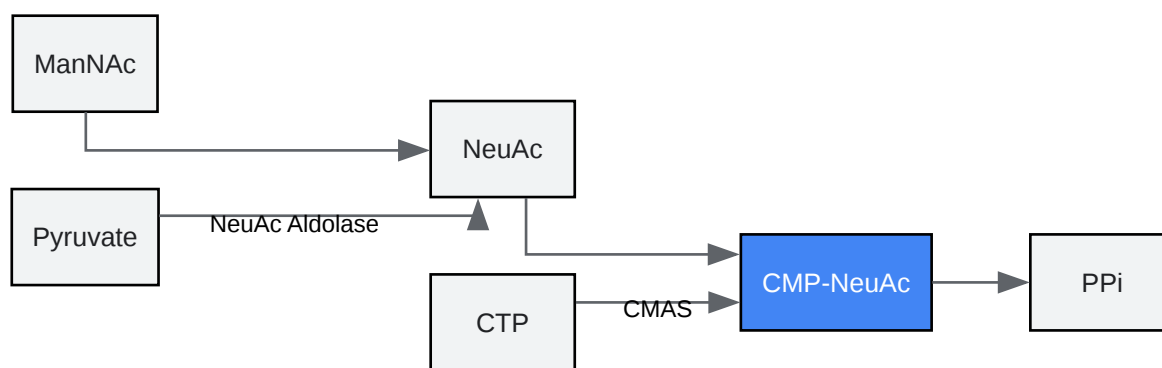 ManNAc
NeuAc
Pyruvate
NeuAc Aldolase
CMP-NeuAc
PPi
CTP
CMAS